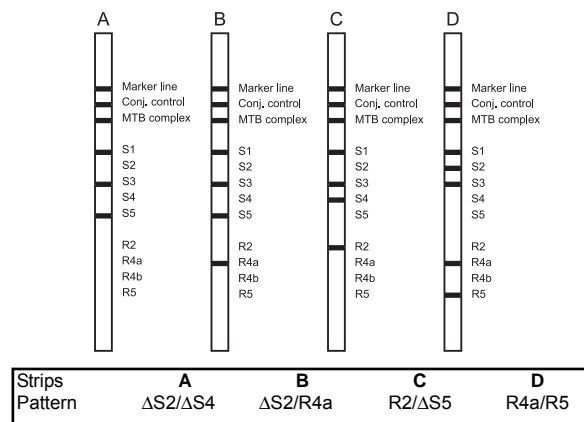 A B C D
Marker line Marker line Marker line Marker line
Conj. control Conj. control Conj. control Conj. control
MTB complex MTB complex MTB complex MTB complex
S1 S1 S1 S1
S2 S2 S2 S2
S3 S3 S3 S3
S4 S4 S4 S4
S5 S5 S5 S5
R2 R2 R2 R2
R4a R4a R4a R4a
R4b R4b R4b R4b
R5 R5 R5 R5
Strips A B C D
Pattern ΔS2/ΔS4 ΔS2/R4a R2/ΔS5 R4a/R5